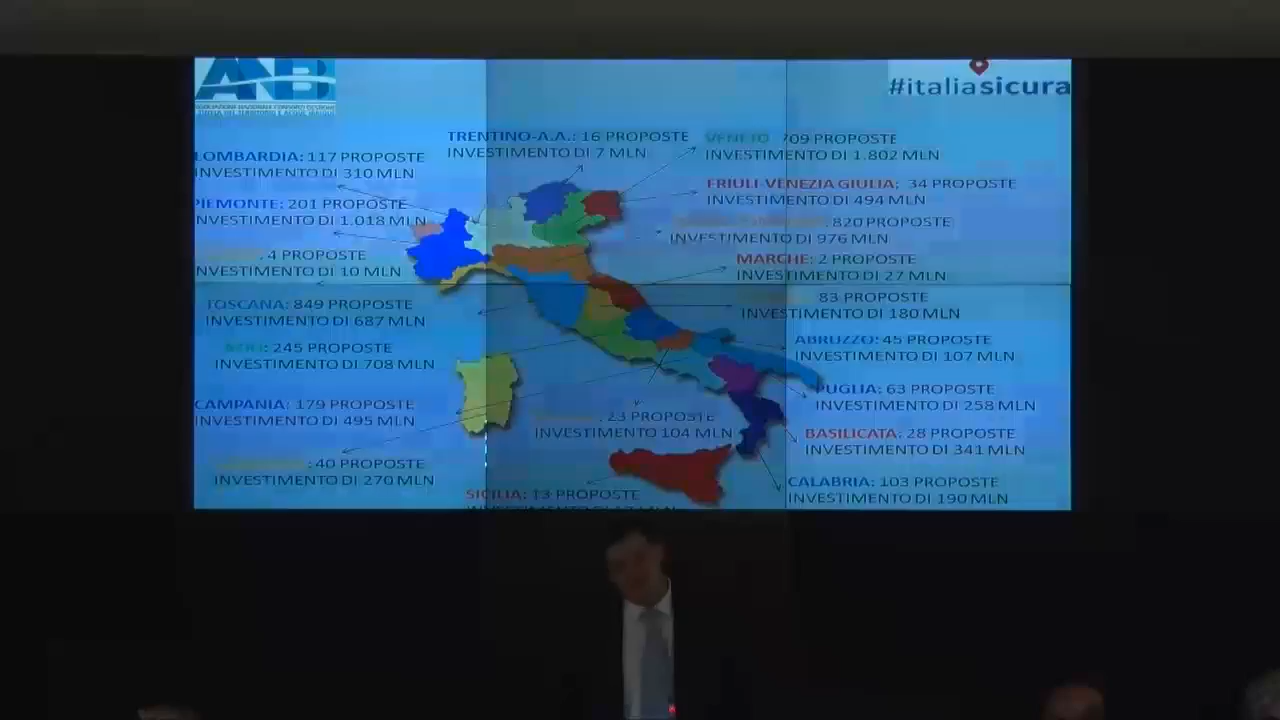 ANB
#italiasicura
TRENTINO-A.A.: 16 PROPOSTE
INVESTIMENTO DI 7 MLN
VENETO 709 PROPOSTE
INVESTIMENTO DI 1.802 MLN
LOMBARDIA: 117 PROPOSTE
INVESTIMENTO DI 310 MLN
FRIULI-VENEZIA GIULIA: 34 PROPOSTE
INVESTIMENTO DI 494 MLN
PIEMONTE: 201 PROPOSTE
INVESTIMENTO DI 1.018 MLN
820 PROPOSTE
INVESTIMENTO DI 976 MLN
4 PROPOSTE
INVESTIMENTO DI 10 MLN
MARCHE: 2 PROPOSTE
INVESTIMENTO DI 27 MLN
TOSCANA: 849 PROPOSTE
INVESTIMENTO DI 687 MLN
83 PROPOSTE
INVESTIMENTO DI 180 MLN
245 PROPOSTE
INVESTIMENTO DI 708 MLN
ABRUZZO: 45 PROPOSTE
INVESTIMENTO DI 107 MLN
PUGLIA: 63 PROPOSTE
INVESTIMENTO DI 258 MLN
CAMPANIA: 179 PROPOSTE
INVESTIMENTO DI 495 MLN
23 PROPOSTE
INVESTIMENTO 104 MLN
BASILICATA: 28 PROPOSTE
INVESTIMENTO DI 341 MLN
: 40 PROPOSTE
INVESTIMENTO DI 270 MLN
SICILIA: 13 PROPOSTE
CALABRIA: 103 PROPOSTE
INVESTIMENTO DI 190 MLN